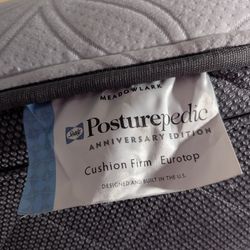 MEADOWLARK
Sealy Posturepedic
ANNIVERSARY EDITION
Cushion Firm Eurotop
DESIGNED AND BUILT IN THE U.S.